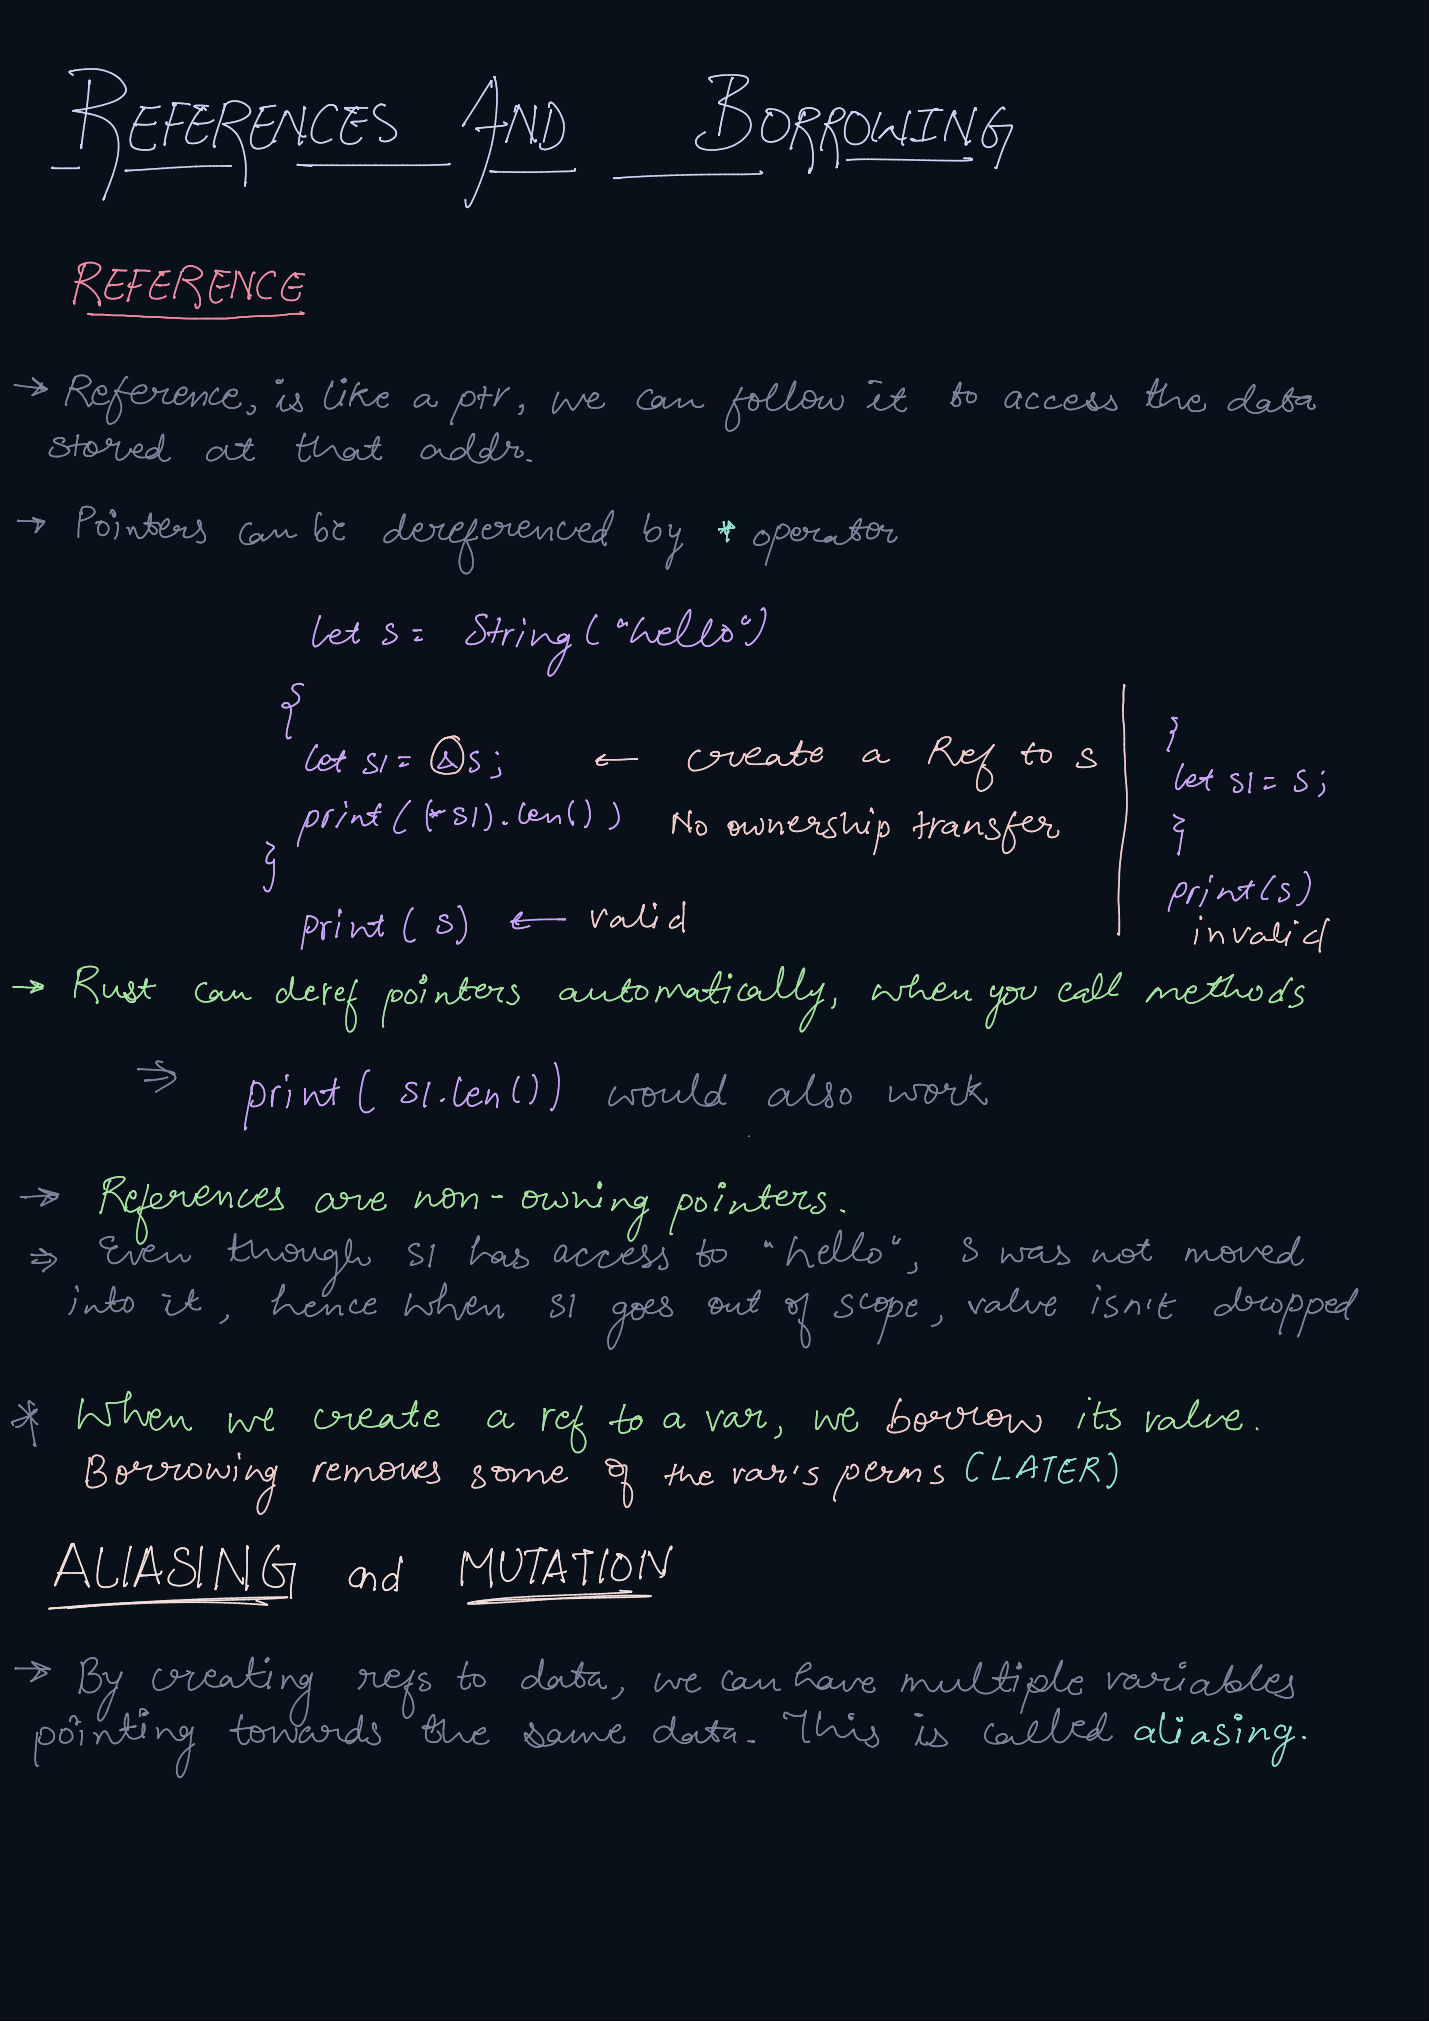 REFERENCES AND BORROWING
REFERENCE
→ Reference, is like a ptr, we can follow it to access the data
stored at that addr.
→ Pointers can be dereferenced by * operator
let s = String("hello")
{
let s1 = &s; ← create a Ref to s
print((*s1).len()) No ownership transfer
}
print(s) ← valid
}
let s1 = s;
}
print(s)
invalid
→ Rust can deref pointers automatically, when you call methods
⇒ print( s1.len()) would also work
→ References are non-owning pointers.
⇒ Even though s1 has access to "hello", s was not moved
into it, hence when s1 goes out of scope, value isn't dropped
* When we create a ref to a var, we borrow its value.
Borrowing removes some of the var's perms (LATER)
ALIASING and MUTATION
→ By creating refs to data, we can have multiple variables
pointing towards the same data. This is called aliasing.